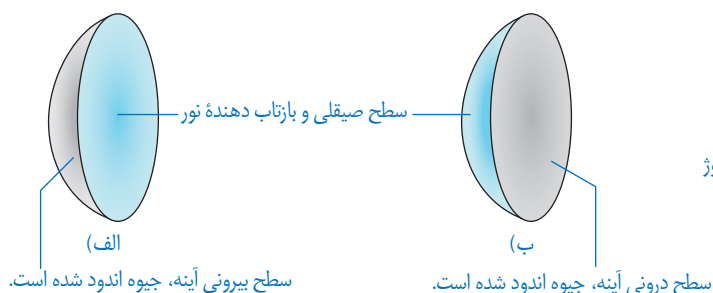 سطح صیقلی و بازتاب دهندهٔ نور
وژ
ب)
الف)
سطح درونی آینه، جیوه اندود شده است.
سطح بیرونی آینه، جیوه اندود شده است.